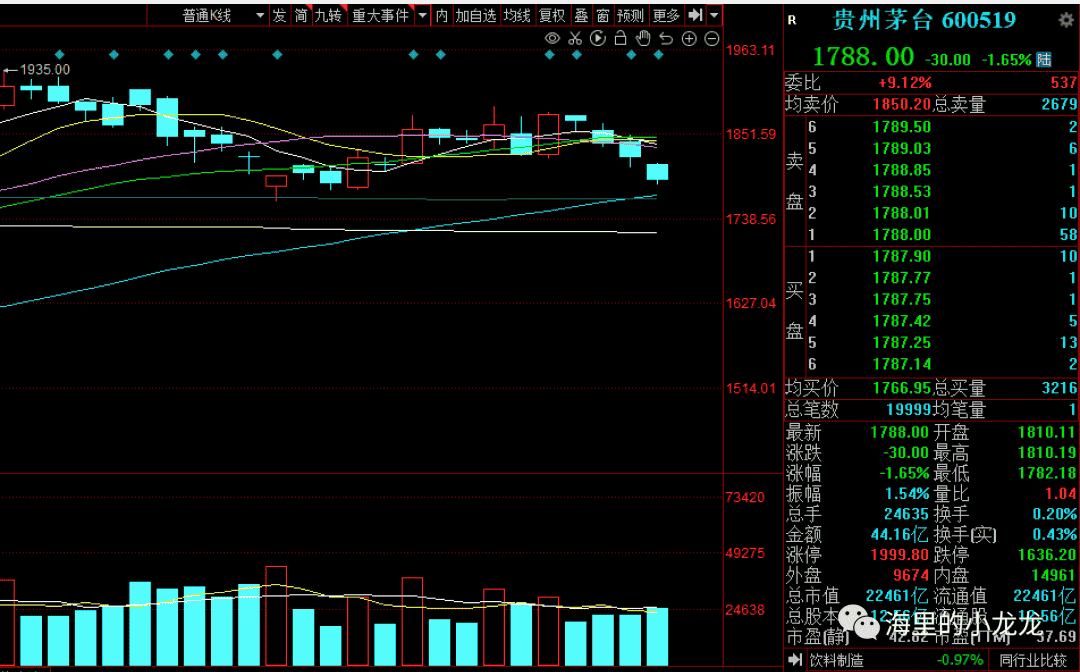 普通K线 发 简 九转 重大事件 内 加自选 均线 复权 叠 窗 预测 更多
R 贵州茅台 600519
1788.00 -30.00 -1.65% 陆
1935.00
1963.11
1851.59
1738.56
1627.04
1514.01
73420
49275
24638
委比 +9.12% 537
均卖价 1850.20 总卖量 2679
卖盘
6 1789.50 2
5 1789.03 6
4 1788.85 1
3 1788.53 1
2 1788.01 10
1 1788.00 58
买盘
1 1787.90 10
2 1787.77 1
3 1787.75 1
4 1787.42 5
5 1787.25 13
6 1787.14 2
均买价 1766.95 总买量 3216
总笔数 19999 均笔量 1
最新 1788.00 开盘 1810.11
涨跌 -30.00 最高 1810.19
涨幅 -1.65% 最低 1782.18
振幅 1.54% 量比 1.04
总手 24635 换手 0.20%
金额 44.16亿 换手(实) 0.43%
涨停 1999.80 跌停 1636.20
外盘 9674 内盘 14961
总市值 22461亿 流通值 22461亿
总股本 12.56亿 流通股 12.56亿
市盈(静) 市盈(TTM) 37.69
海里的小龙龙
饮料制造 -0.97% 同行业比较